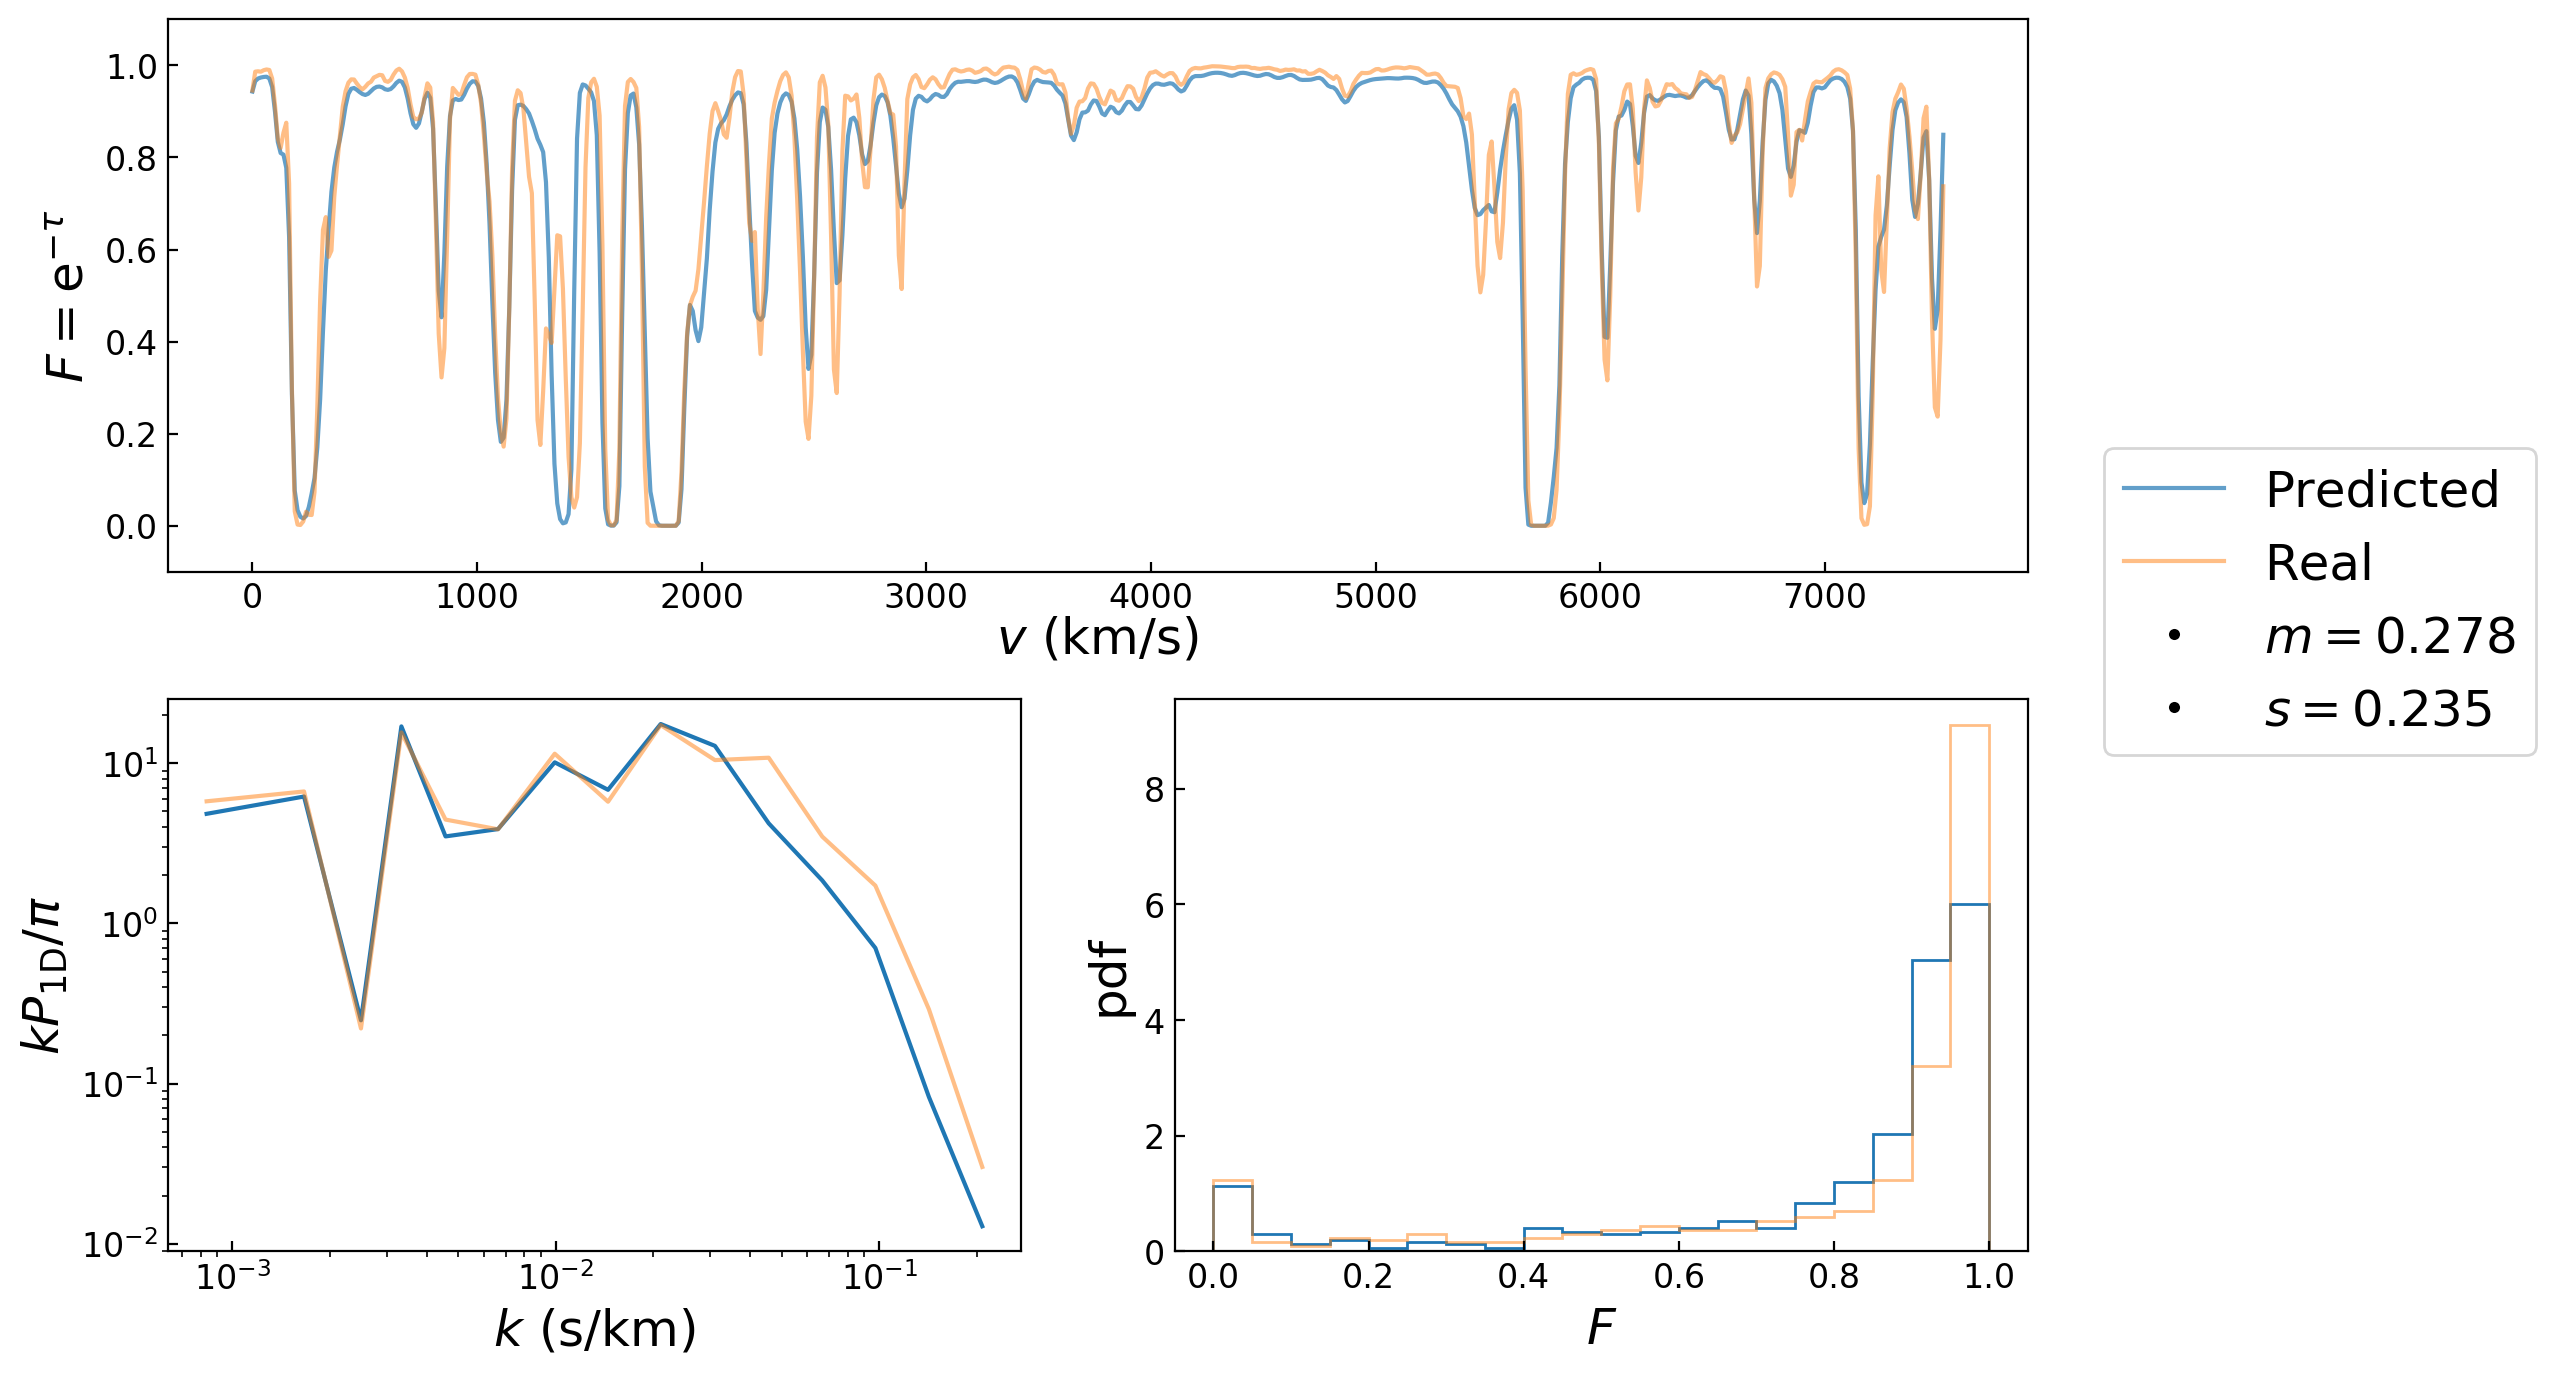 1.0
0.8
0.6
0.4
0.2
0.0
F = e^{−τ}
0 1000 2000 3000 4000 5000 6000 7000
v (km/s)
Predicted
Real
m = 0.278
s = 0.235
10^1
10^0
10^{−1}
10^{−2}
kP_{1D}/π
10^{−3} 10^{−2} 10^{−1}
k (s/km)
8
6
4
2
0
pdf
0.0 0.2 0.4 0.6 0.8 1.0
F